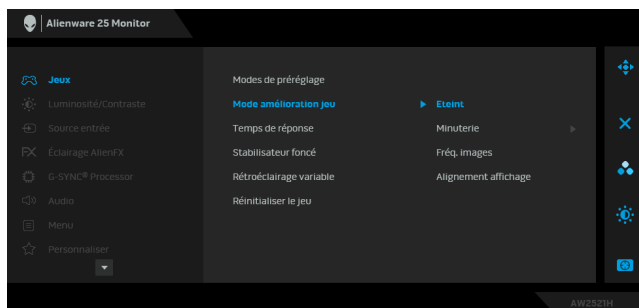 Alienware 25 Monitor
Jeux
Luminosité/Contraste
Source entrée
Éclairage AlienFX
G-SYNC® Processor
Audio
Menu
Personnaliser
Modes de préréglage
Mode amélioration jeu
Temps de réponse
Stabilisateur foncé
Rétroéclairage variable
Réinitialiser le jeu
Eteint
Minuterie
Fréq. images
Alignement affichage
AW2521H